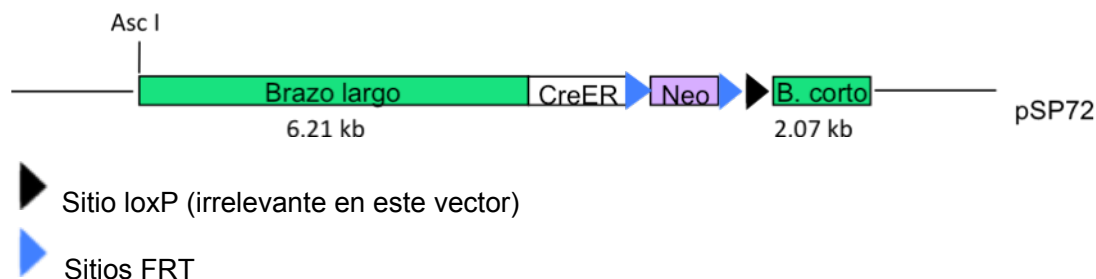 Asc I
Brazo largo CreER Neo B. corto
6.21 kb 2.07 kb
pSP72
Sitio loxP (irrelevante en este vector)
Sitios FRT